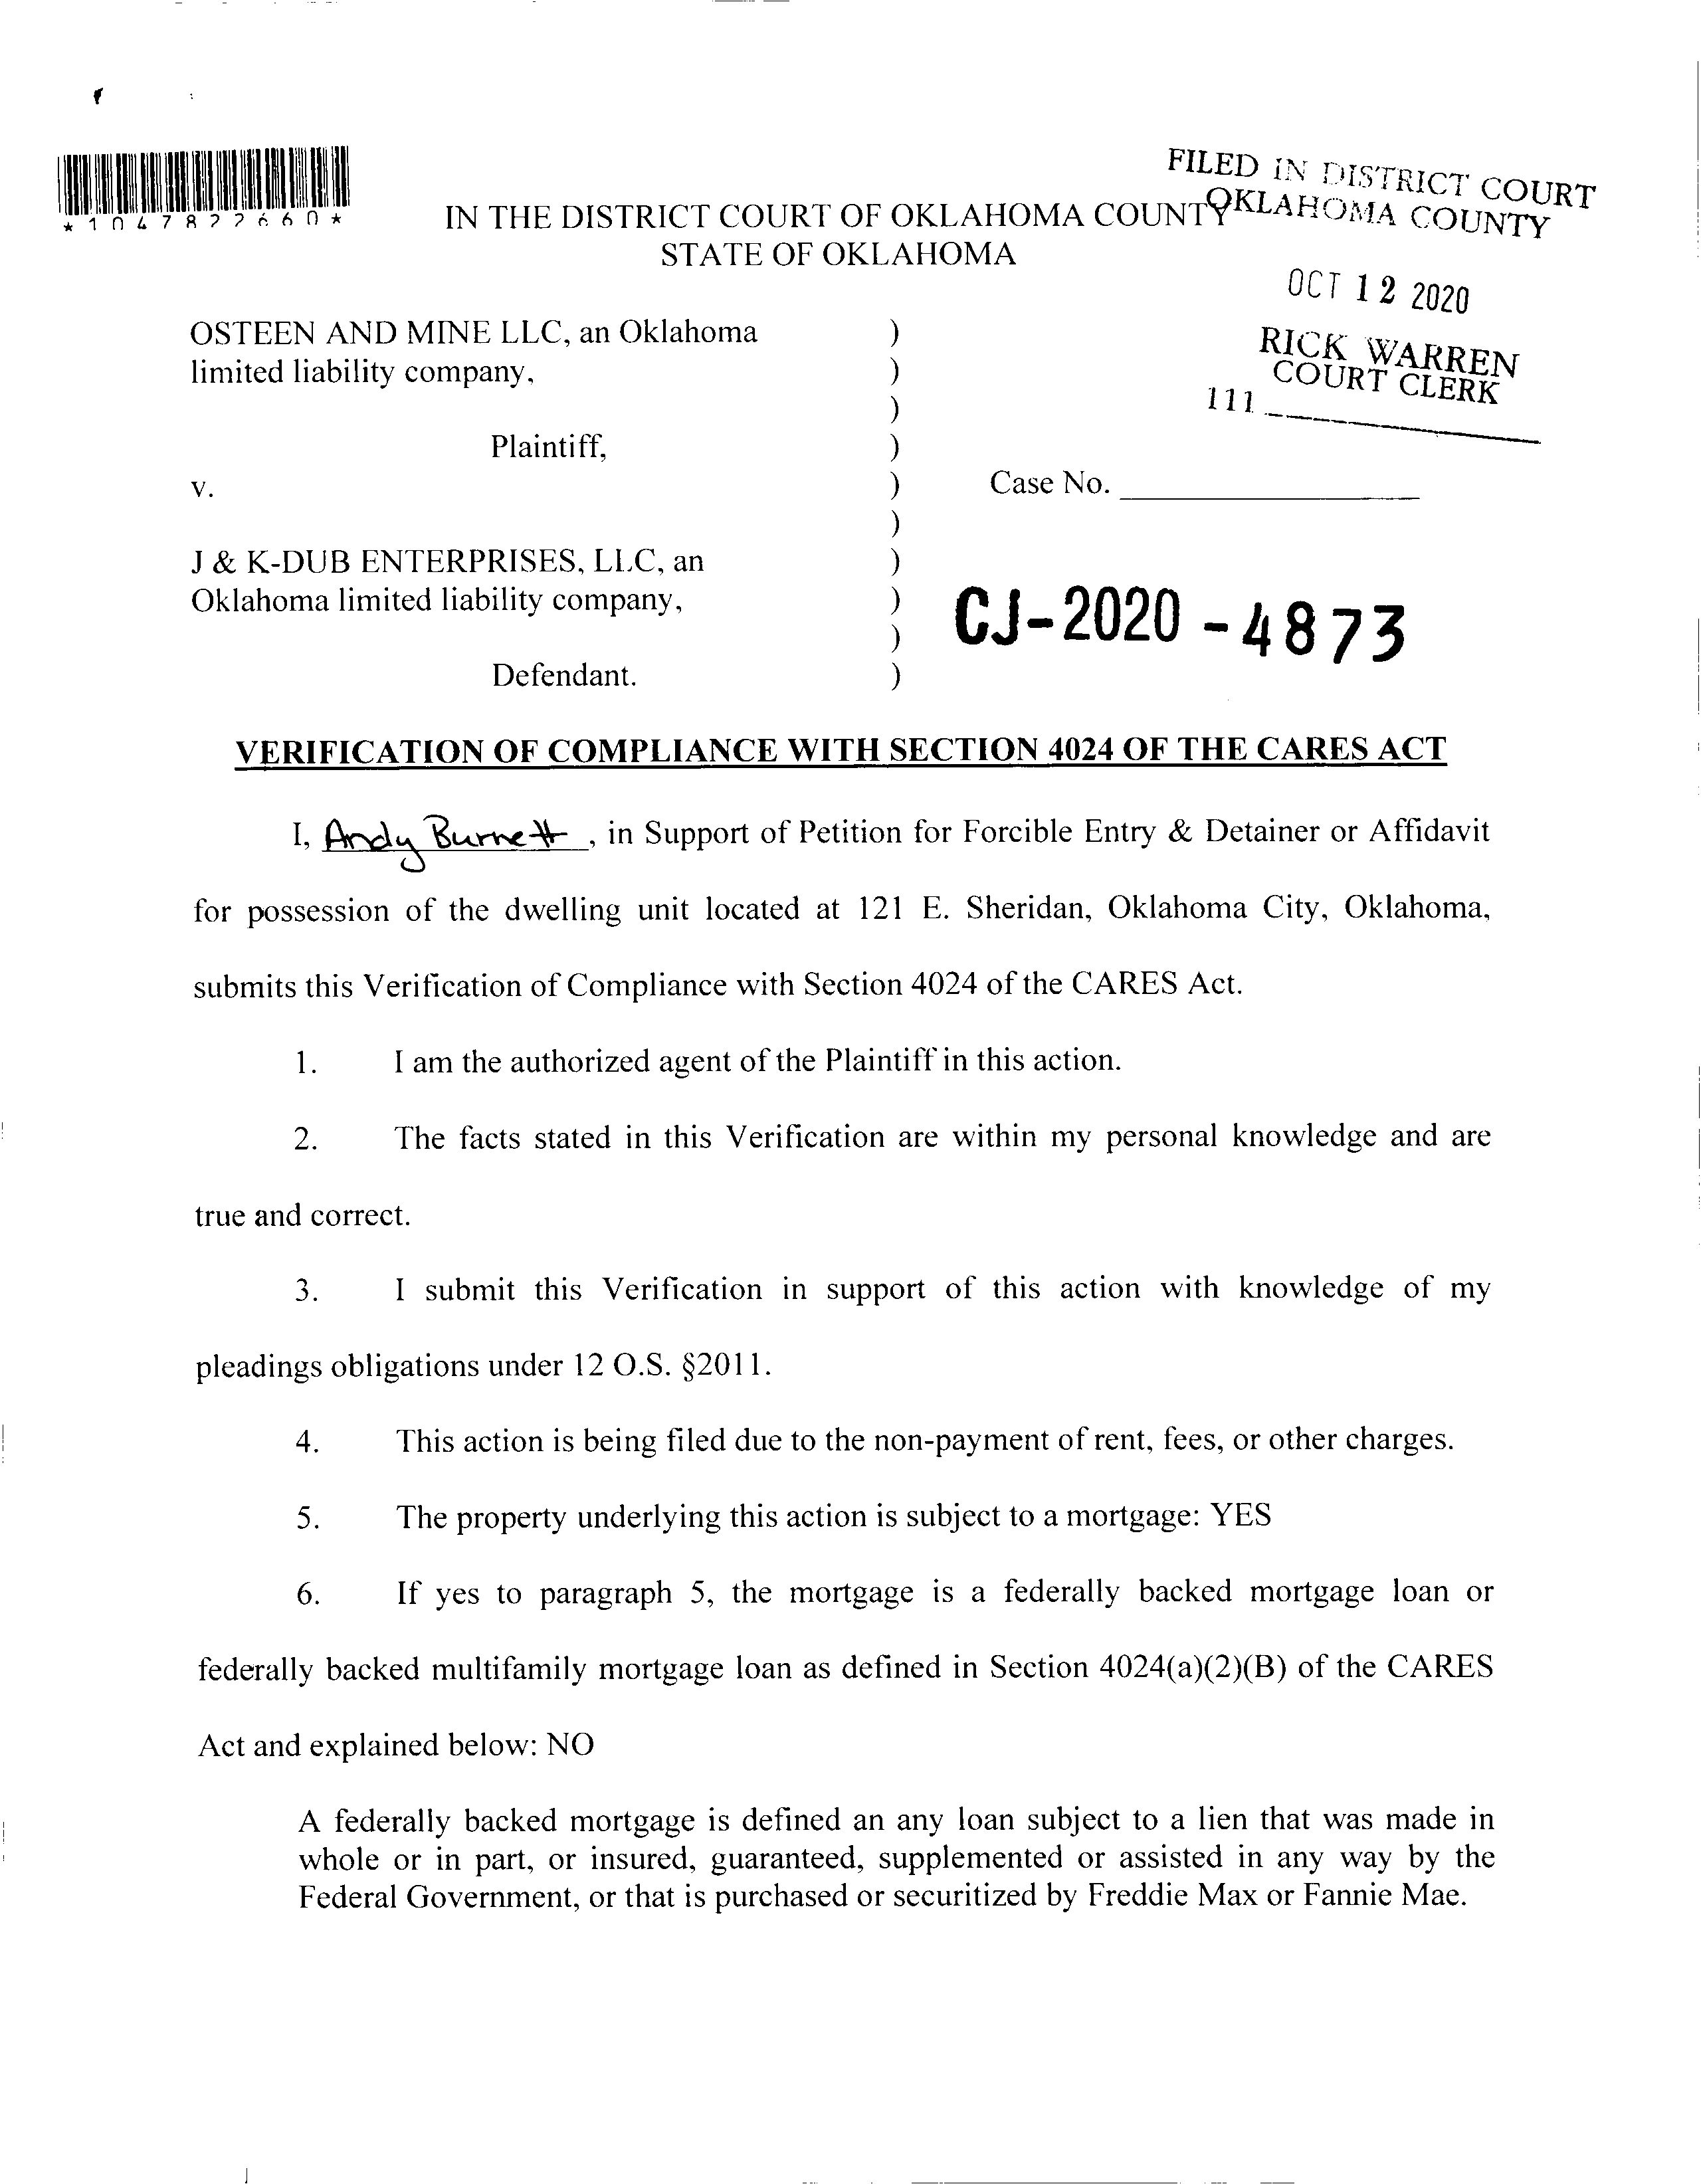 *1047822660*
FILED IN DISTRICT COURT
OKLAHOMA COUNTY
IN THE DISTRICT COURT OF OKLAHOMA COUNTY
STATE OF OKLAHOMA
OCT 12 2020
RICK WARREN
COURT CLERK
111
OSTEEN AND MINE LLC, an Oklahoma )
limited liability company, )
)
Plaintiff, )
v. ) Case No.
)
J & K-DUB ENTERPRISES, LLC, an )
Oklahoma limited liability company, )
CJ-2020-4873
)
Defendant. )
VERIFICATION OF COMPLIANCE WITH SECTION 4024 OF THE CARES ACT
I, Andy Burnett, in Support of Petition for Forcible Entry & Detainer or Affidavit
for possession of the dwelling unit located at 121 E. Sheridan, Oklahoma City, Oklahoma,
submits this Verification of Compliance with Section 4024 of the CARES Act.
1. I am the authorized agent of the Plaintiff in this action.
2. The facts stated in this Verification are within my personal knowledge and are
true and correct.
3. I submit this Verification in support of this action with knowledge of my
pleadings obligations under 12 O.S. §2011.
4. This action is being filed due to the non-payment of rent, fees, or other charges.
5. The property underlying this action is subject to a mortgage: YES
6. If yes to paragraph 5, the mortgage is a federally backed mortgage loan or
federally backed multifamily mortgage loan as defined in Section 4024(a)(2)(B) of the CARES
Act and explained below: NO
A federally backed mortgage is defined an any loan subject to a lien that was made in
whole or in part, or insured, guaranteed, supplemented or assisted in any way by the
Federal Government, or that is purchased or securitized by Freddie Max or Fannie Mae.